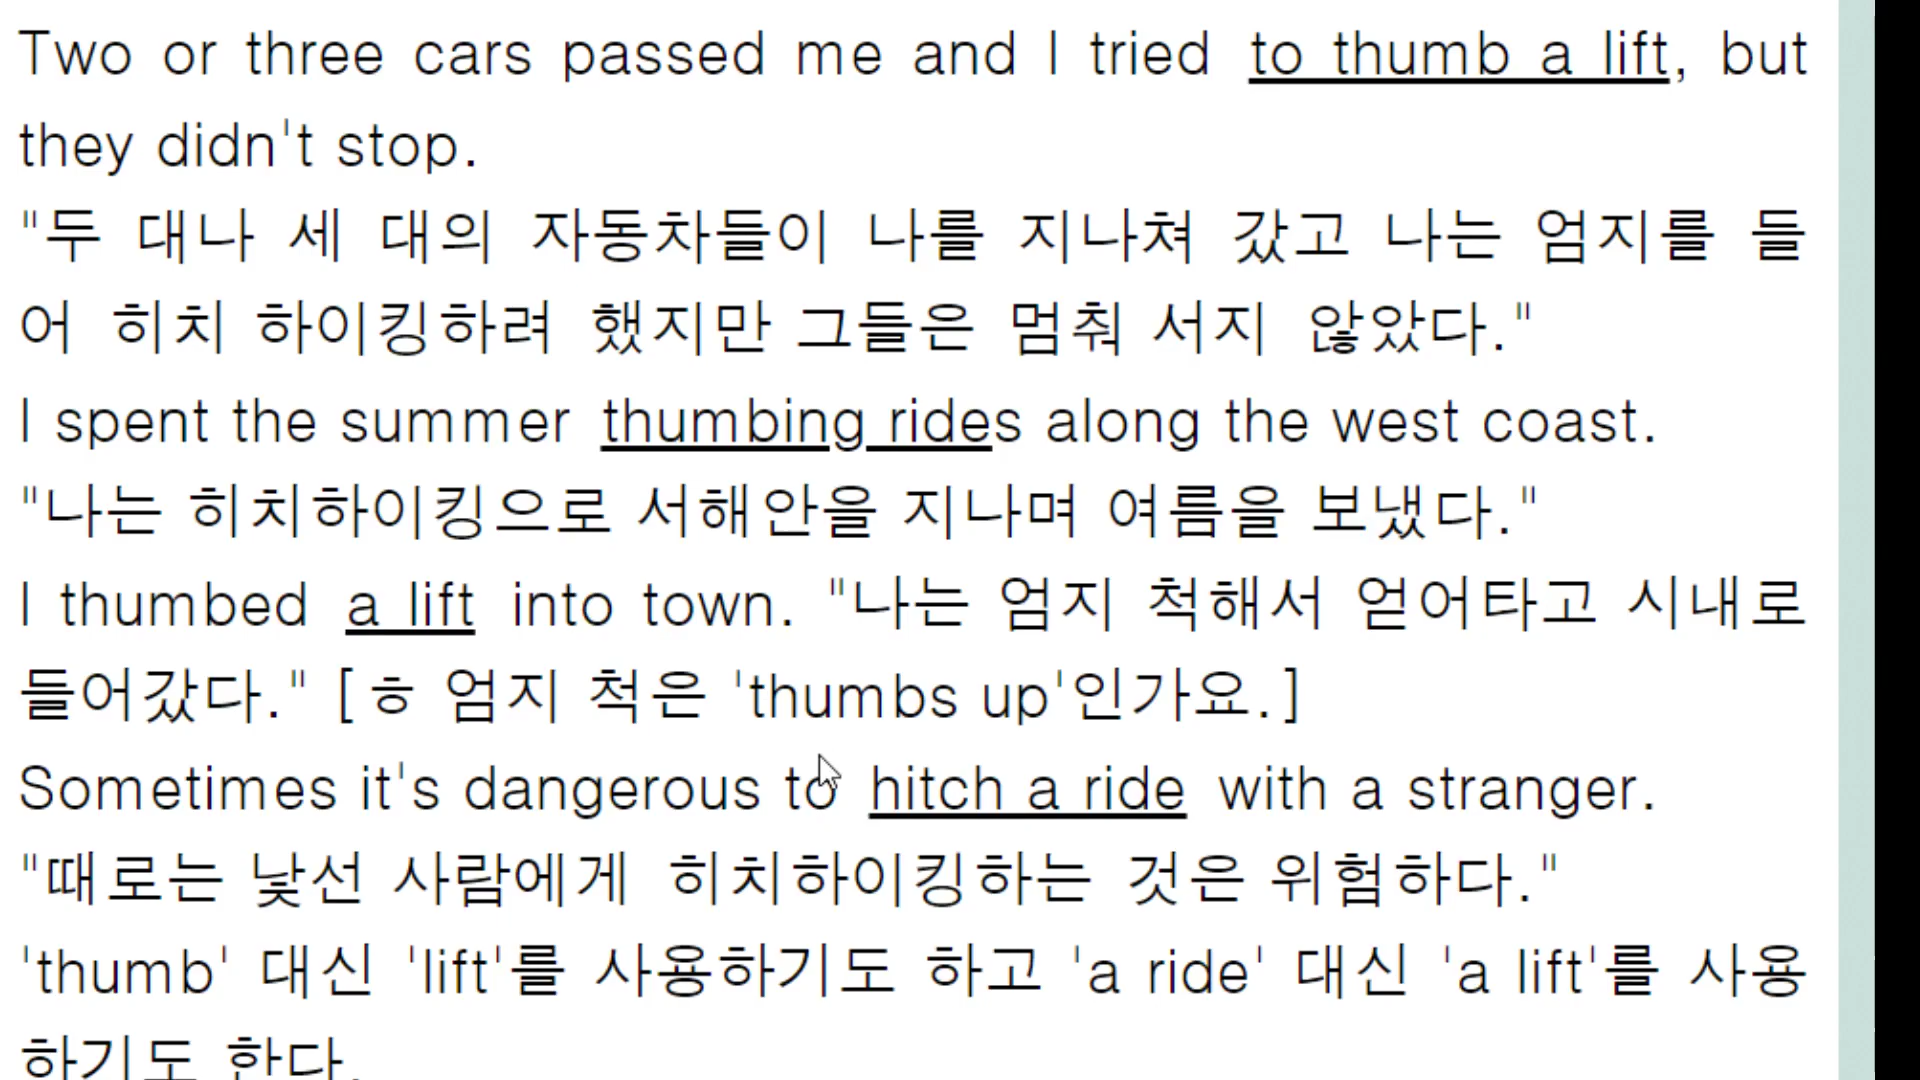 Two or three cars passed me and I tried to thumb a lift, but
they didn't stop.
"두 대나 세 대의 자동차들이 나를 지나쳐 갔고 나는 엄지를 들
어 히치 하이킹하려 했지만 그들은 멈춰 서지 않았다."
I spent the summer thumbing rides along the west coast.
"나는 히치하이킹으로 서해안을 지나며 여름을 보냈다."
I thumbed a lift into town. "나는 엄지 척해서 얻어타고 시내로
들어갔다." [ㅎ 엄지 척은 'thumbs up'인가요.]
Sometimes it's dangerous to hitch a ride with a stranger.
"때로는 낯선 사람에게 히치하이킹하는 것은 위험하다."
'thumb' 대신 'lift'를 사용하기도 하고 'a ride' 대신 'a lift'를 사용
하기도 한다.